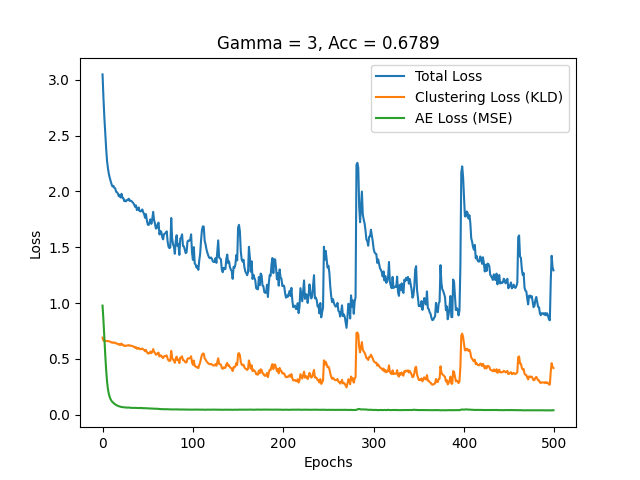 Gamma = 3, Acc = 0.6789
Total Loss
Clustering Loss (KLD)
AE Loss (MSE)
3.0
2.5
2.0
1.5
1.0
0.5
0.0
Loss
0 100 200 300 400 500
Epochs